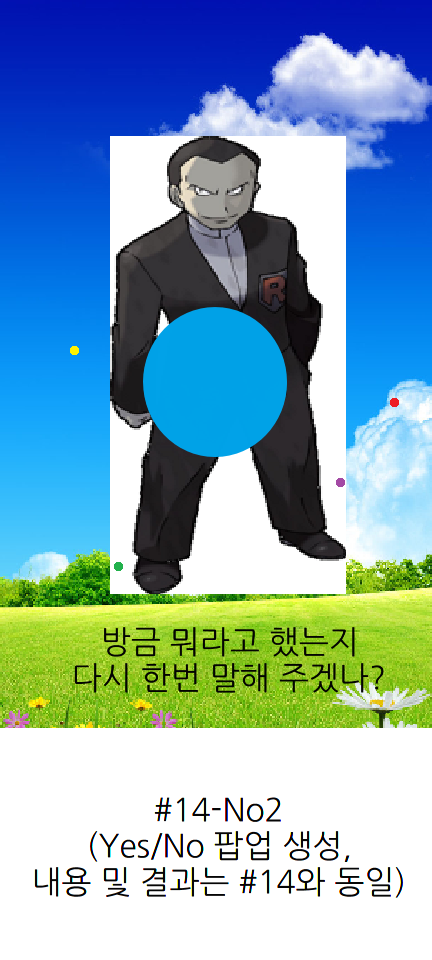 R
방금 뭐라고 했는지
다시 한번 말해 주겠나?
#14-No2
(Yes/No 팝업 생성,
내용 및 결과는 #14와 동일)